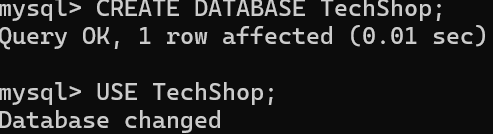 mysql> CREATE DATABASE TechShop;
Query OK, 1 row affected (0.01 sec)
mysql> USE TechShop;
Database changed